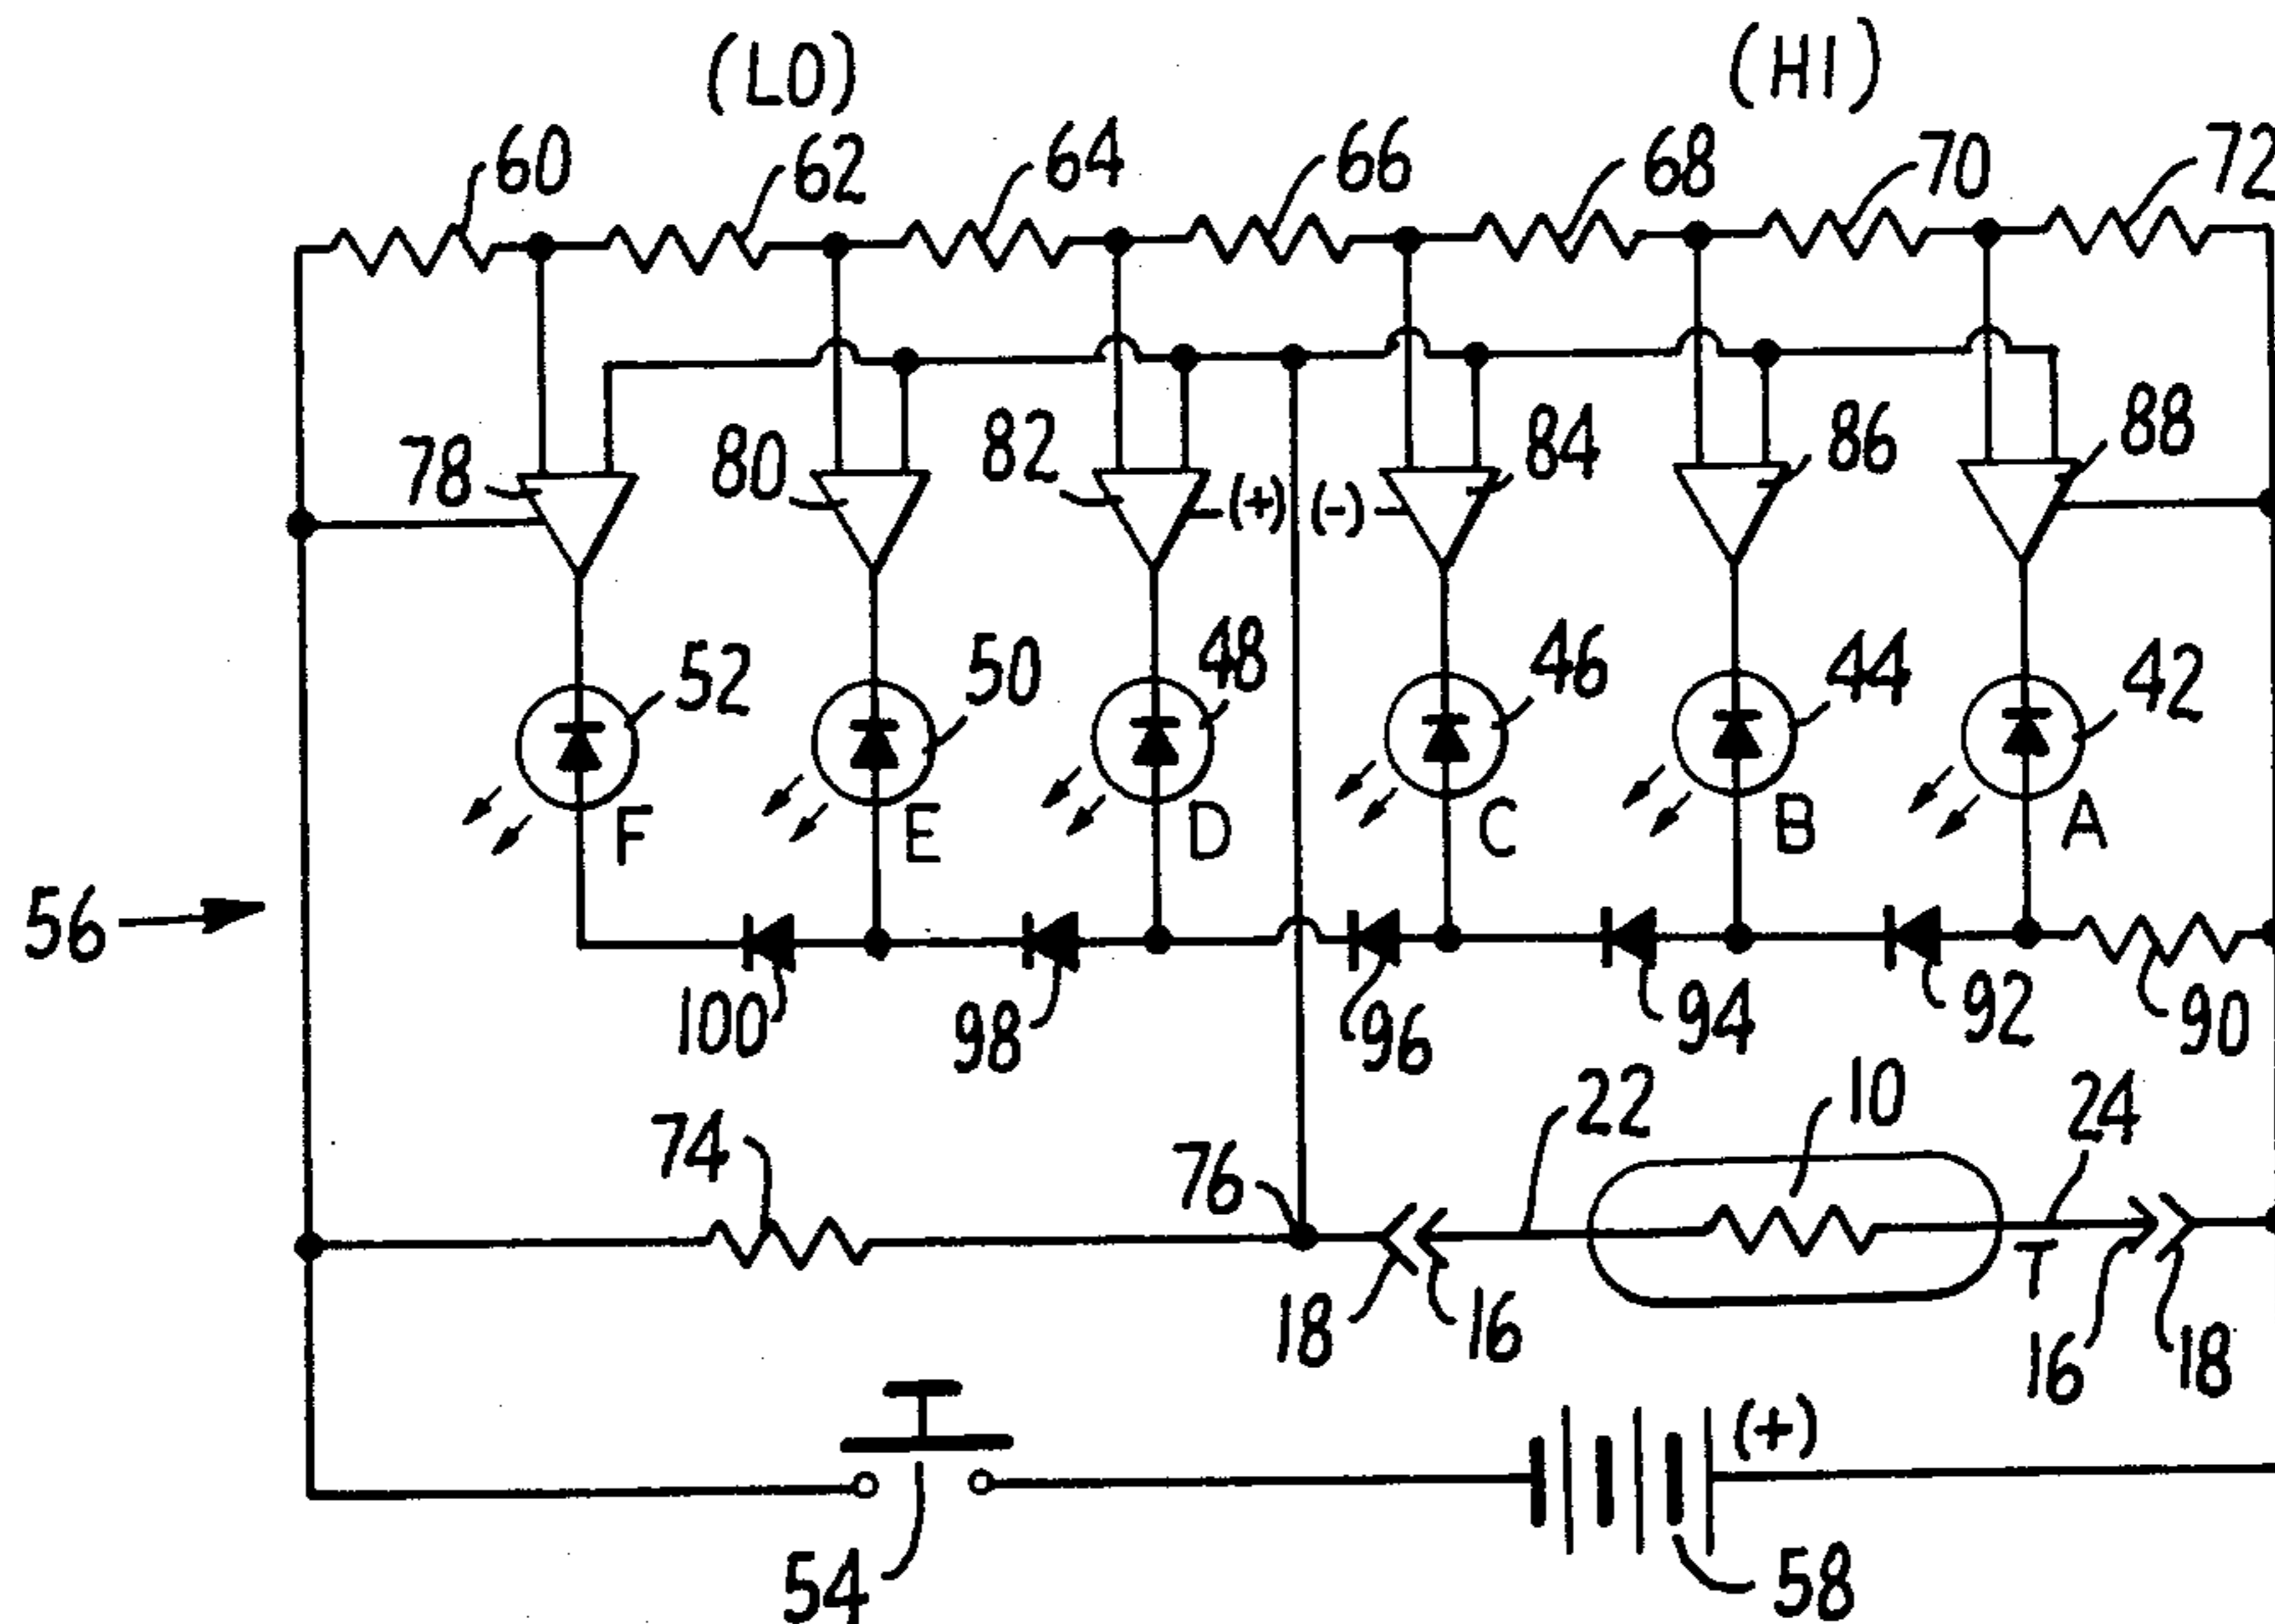 (LO) (HI)
60 62 64 66 68 70 72
78 80 82 (+) (-) 84 86 88
52 50 48 46 44 42
F E D C B A
56
100 98 96 94 92 90
74 76 22 10 24
T
18 16 16 18
(+)
54 58